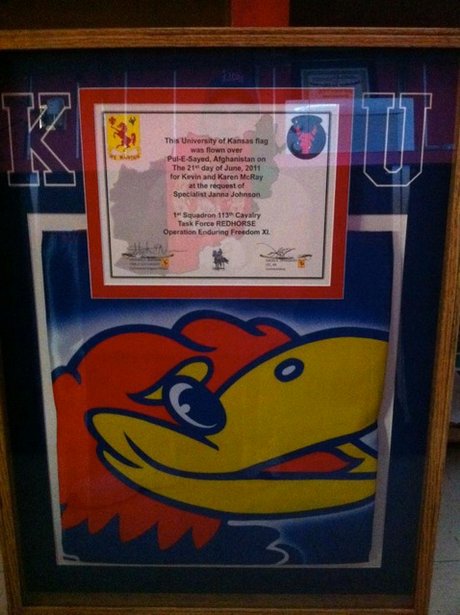 K U
This University of Kansas flag
was flown over
Pul-E-Sayed, Afghanistan on
The 21st day of June, 2011
for Kevin and Karen McRay
at the request of
Specialist Janna Johnson
1st Squadron 113th Cavalry
Task Force REDHORSE
Operation Enduring Freedom XI.